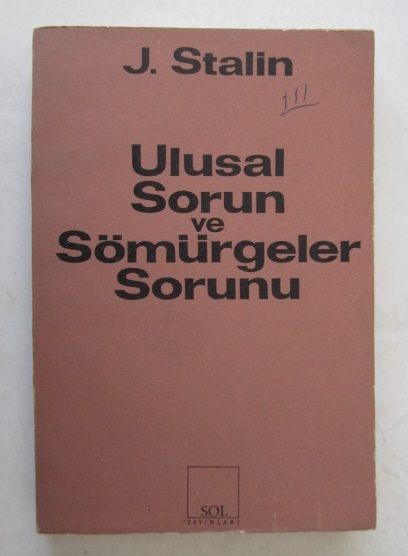 J. Stalin
111
Ulusal
Sorun
ve
Sömürgeler
Sorunu
SOL
YAYINLARI